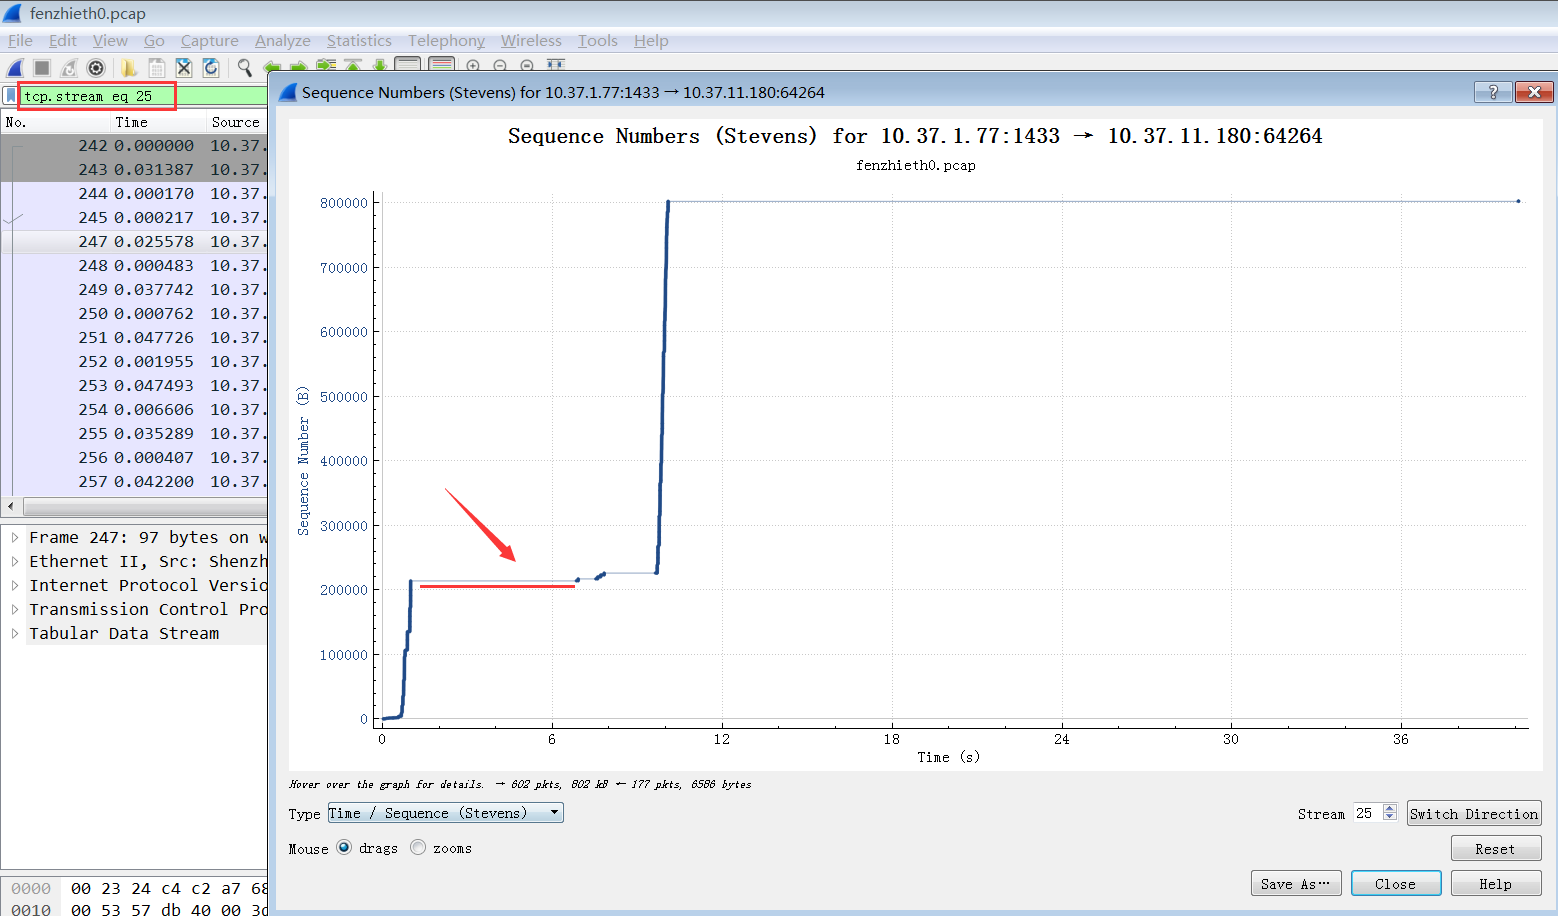 fenzhieth0.pcap
File Edit View Go Capture Analyze Statistics Telephony Wireless Tools Help
tcp.stream eq 25
No. Time Source
242 0.000000 10.37.
243 0.031387 10.37.
244 0.000170 10.37.
245 0.000217 10.37.
247 0.025578 10.37.
248 0.000483 10.37.
249 0.037742 10.37.
250 0.000762 10.37.
251 0.047726 10.37.
252 0.001955 10.37.
253 0.047493 10.37.
254 0.006606 10.37.
255 0.035289 10.37.
256 0.000407 10.37.
257 0.042200 10.37.
Frame 247: 97 bytes on w
Ethernet II, Src: Shenzh
Internet Protocol Versio
Transmission Control Pro
Tabular Data Stream
0000 00 23 24 c4 c2 a7 68
0010 00 53 57 db 40 00 3d
Sequence Numbers (Stevens) for 10.37.1.77:1433 → 10.37.11.180:64264
?
Sequence Numbers (Stevens) for 10.37.1.77:1433 → 10.37.11.180:64264
fenzhieth0.pcap
Sequence Number (B)
800000
700000
600000
500000
400000
300000
200000
100000
0
0 6 12 18 24 30 36
Time (s)
Hover over the graph for details. → 602 pkts, 802 kB ← 177 pkts, 6586 bytes
Type Time / Sequence (Stevens)
Stream 25 Switch Direction
Mouse drags zooms
Reset
Save As… Close Help